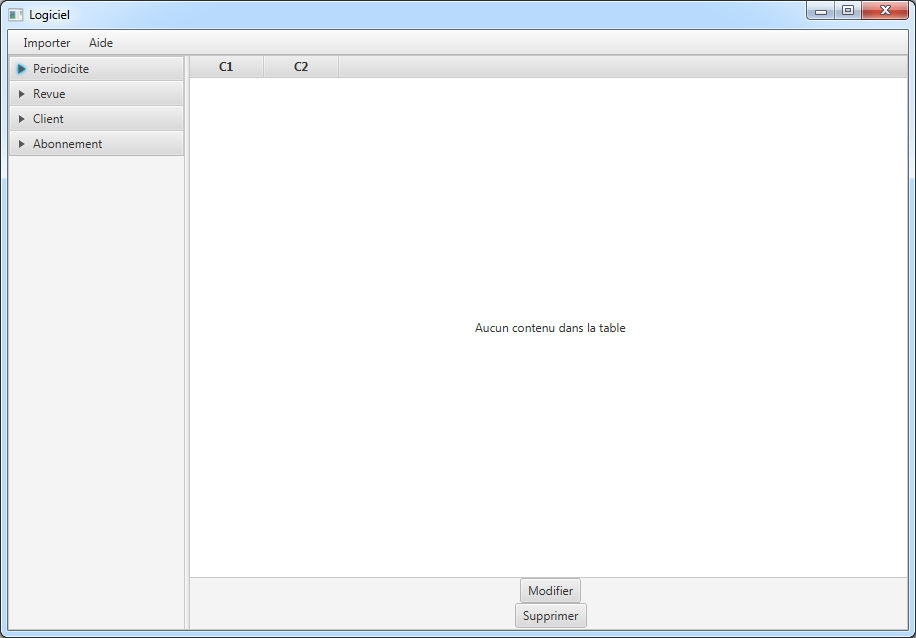 Logiciel
Importer Aide
Periodicite
Revue
Client
Abonnement
C1 C2
Aucun contenu dans la table
Modifier
Supprimer